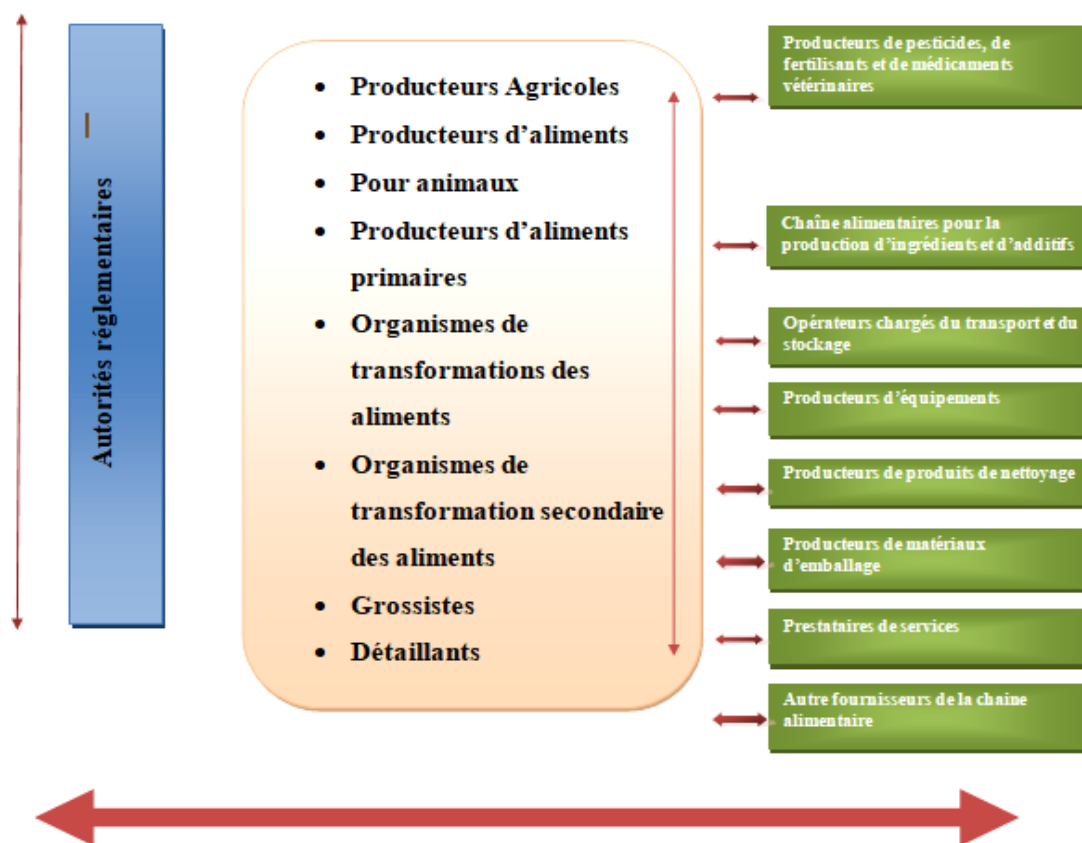 Autorités réglementaires
• Producteurs Agricoles
• Producteurs d’aliments
• Pour animaux
• Producteurs d’aliments
primaires
• Organismes de
transformations des
aliments
• Organismes de
transformation secondaire
des aliments
• Grossistes
• Détaillants
Producteurs de pesticides, de
fertilisants et de médicaments
vétérinaires
Chaîne alimentaires pour la
production d’ingrédients et d’additifs
Opérateurs chargés du transport et du
stockage
Producteurs d’équipements
Producteurs de produits de nettoyage
Producteurs de matériaux
d’emballage
Prestataires de services
Autre fournisseurs de la chaine
alimentaire